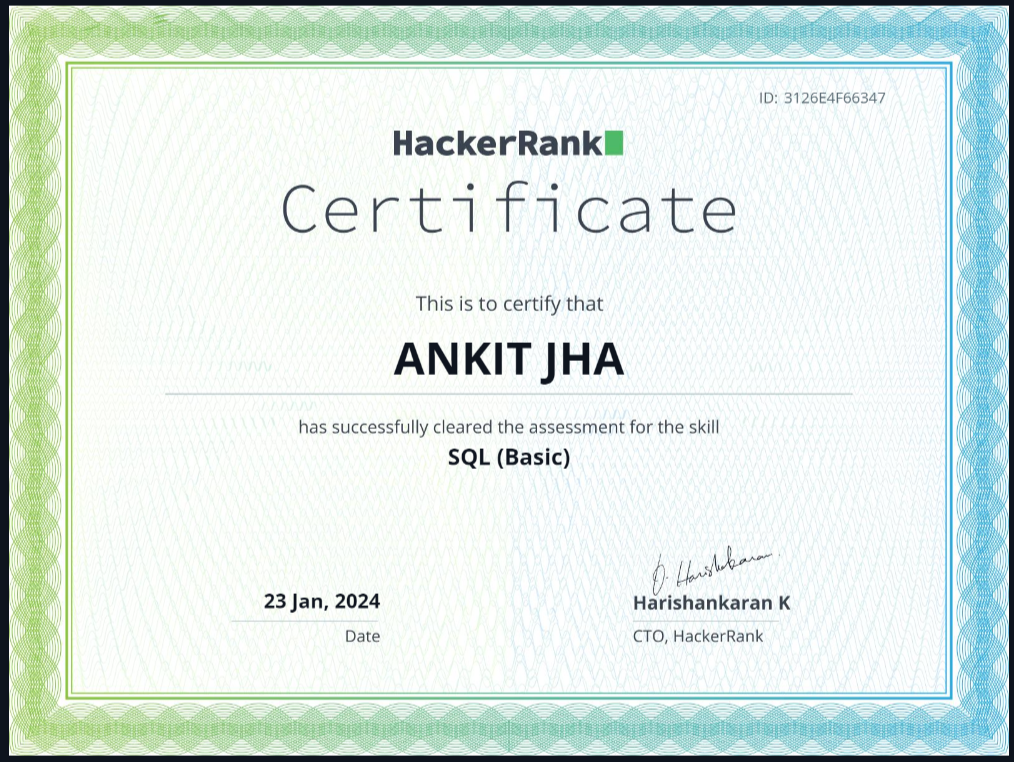 ID: 3126E4F66347
HackerRank
Certificate
This is to certify that
ANKIT JHA
has successfully cleared the assessment for the skill
SQL (Basic)
23 Jan, 2024
Date
Harishankaran K
CTO, HackerRank